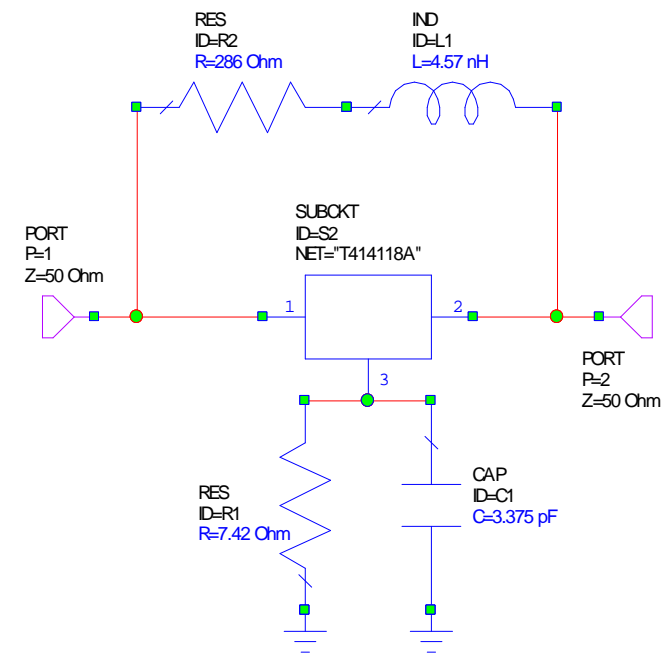 RES
ID=R2
R=286 Ohm
IND
ID=L1
L=4.57 nH
SUBCKT
ID=S2
NET="T414118A"
PORT
P=1
Z=50 Ohm
1
2
3
PORT
P=2
Z=50 Ohm
RES
ID=R1
R=7.42 Ohm
CAP
ID=C1
C=3.375 pF